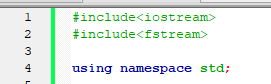 1 #include<iostream>
2 #include<fstream>
3
4 using namespace std;